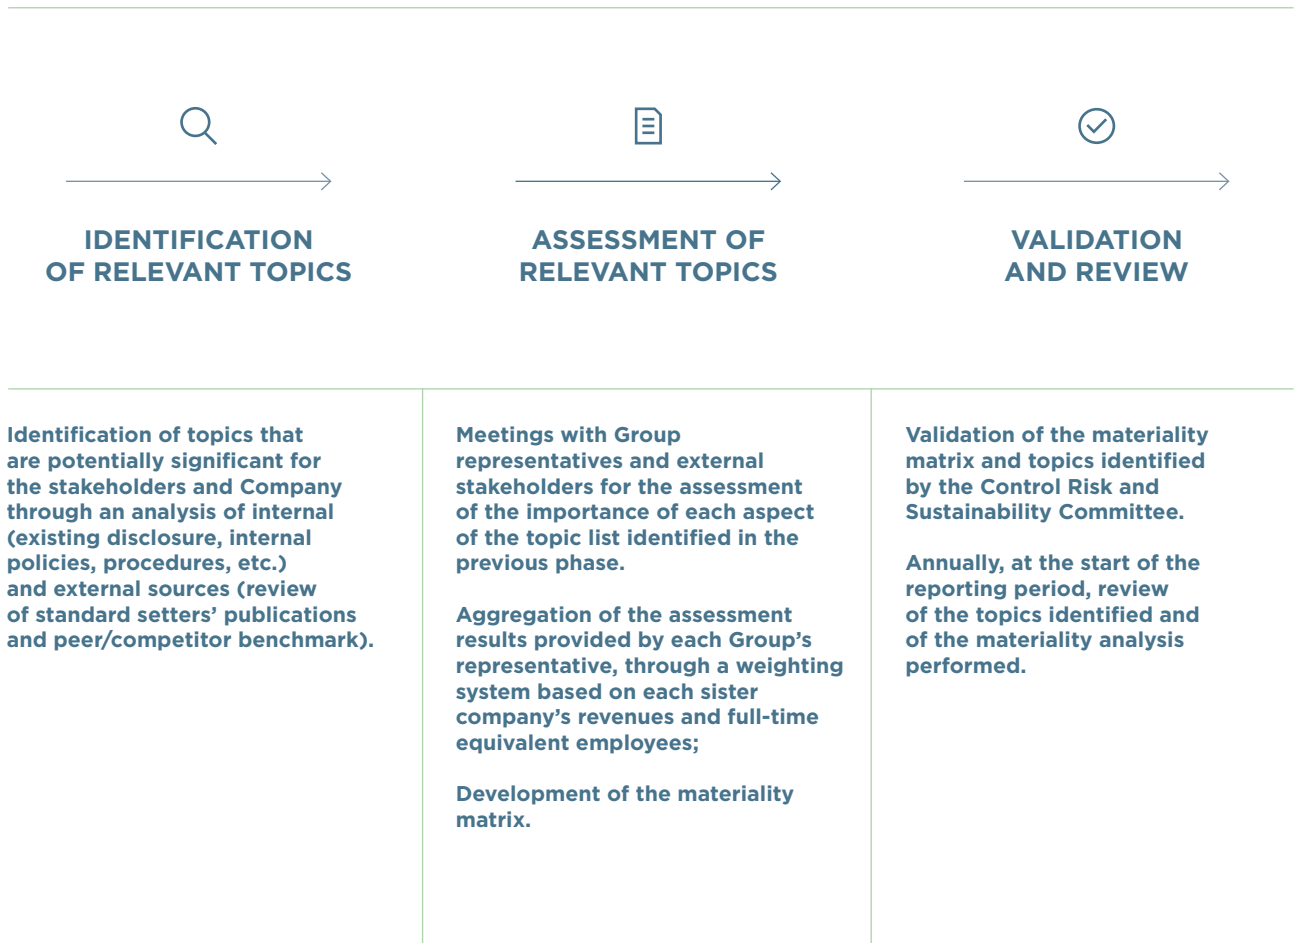 IDENTIFICATION
OF RELEVANT TOPICS
ASSESSMENT OF
RELEVANT TOPICS
VALIDATION
AND REVIEW
Identification of topics that
are potentially significant for
the stakeholders and Company
through an analysis of internal
(existing disclosure, internal
policies, procedures, etc.)
and external sources (review
of standard setters’ publications
and peer/competitor benchmark).
Meetings with Group
representatives and external
stakeholders for the assessment
of the importance of each aspect
of the topic list identified in the
previous phase.
Aggregation of the assessment
results provided by each Group’s
representative, through a weighting
system based on each sister
company’s revenues and full-time
equivalent employees;
Development of the materiality
matrix.
Validation of the materiality
matrix and topics identified
by the Control Risk and
Sustainability Committee.
Annually, at the start of the
reporting period, review
of the topics identified and
of the materiality analysis
performed.